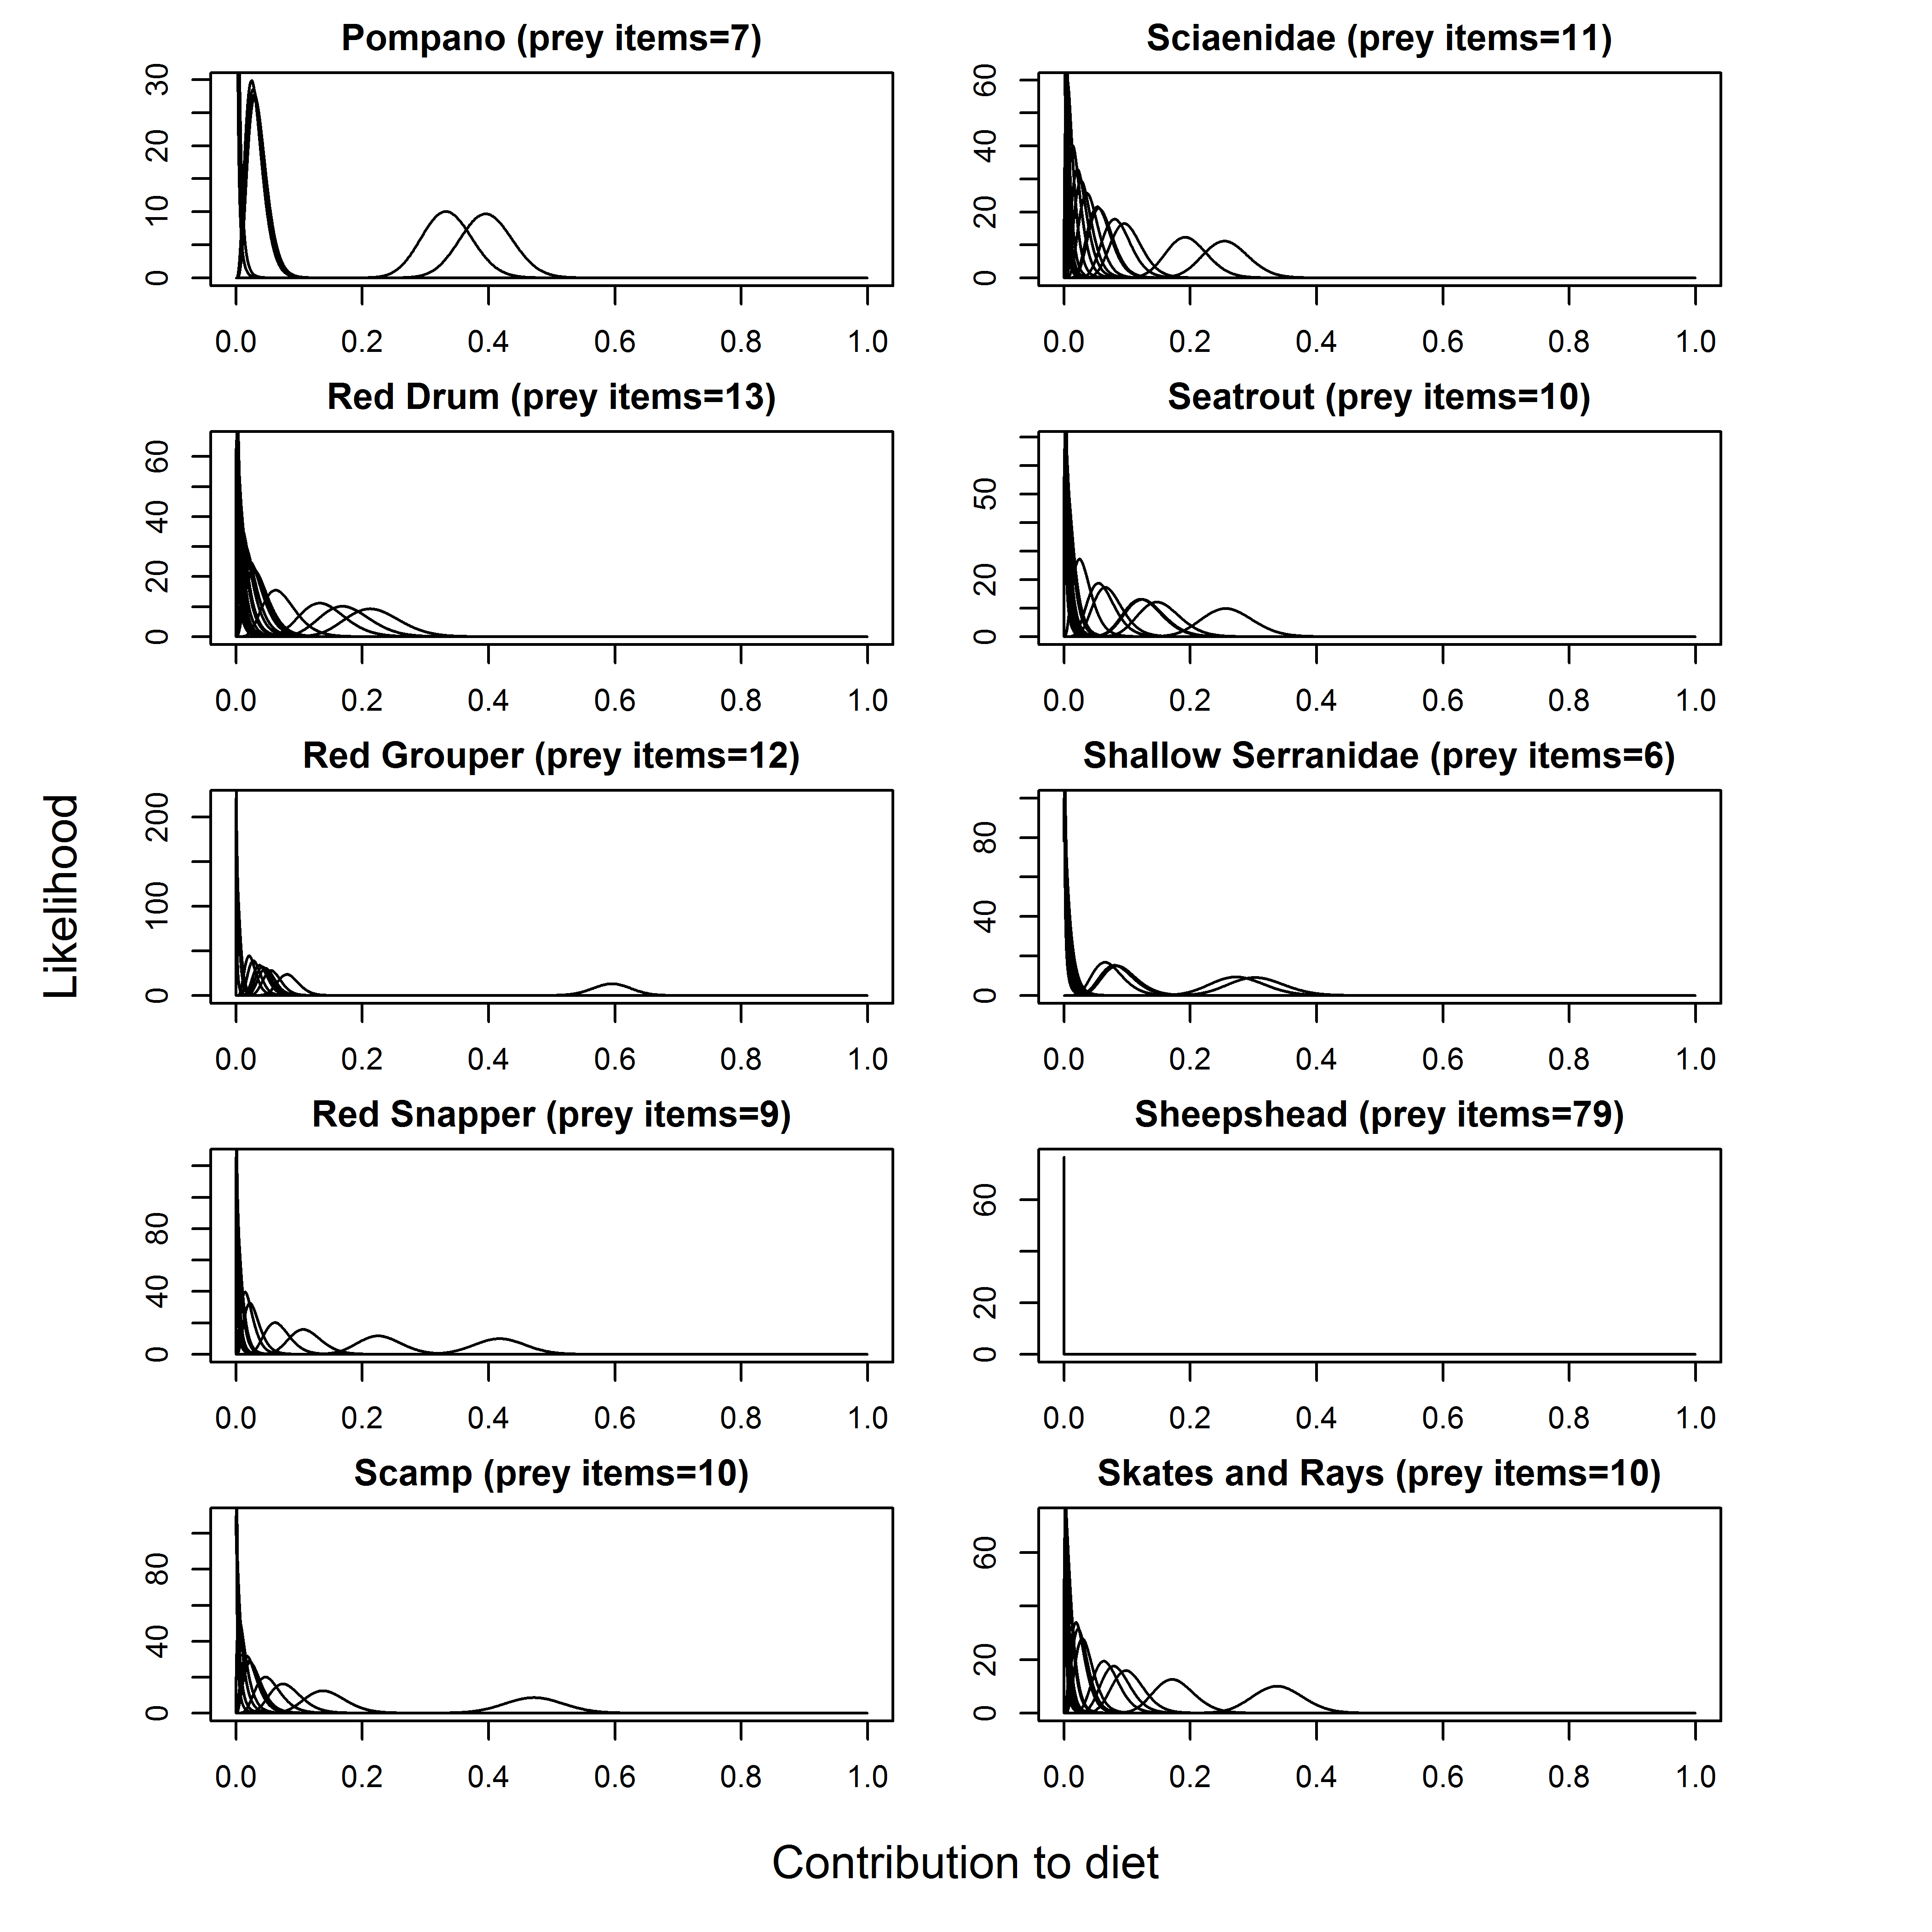 Pompano (prey items=7)
30
20
10
0
0.0 0.2 0.4 0.6 0.8 1.0
Sciaenidae (prey items=11)
60
40
20
0
0.0 0.2 0.4 0.6 0.8 1.0
Red Drum (prey items=13)
60
40
20
0
0.0 0.2 0.4 0.6 0.8 1.0
Seatrout (prey items=10)
50
20
0
0.0 0.2 0.4 0.6 0.8 1.0
Likelihood
Red Grouper (prey items=12)
200
100
0
0.0 0.2 0.4 0.6 0.8 1.0
Shallow Serranidae (prey items=6)
80
40
0
0.0 0.2 0.4 0.6 0.8 1.0
Red Snapper (prey items=9)
80
40
0
0.0 0.2 0.4 0.6 0.8 1.0
Sheepshead (prey items=79)
60
20
0
0.0 0.2 0.4 0.6 0.8 1.0
Scamp (prey items=10)
80
40
0
0.0 0.2 0.4 0.6 0.8 1.0
Skates and Rays (prey items=10)
60
20
0
0.0 0.2 0.4 0.6 0.8 1.0
Contribution to diet